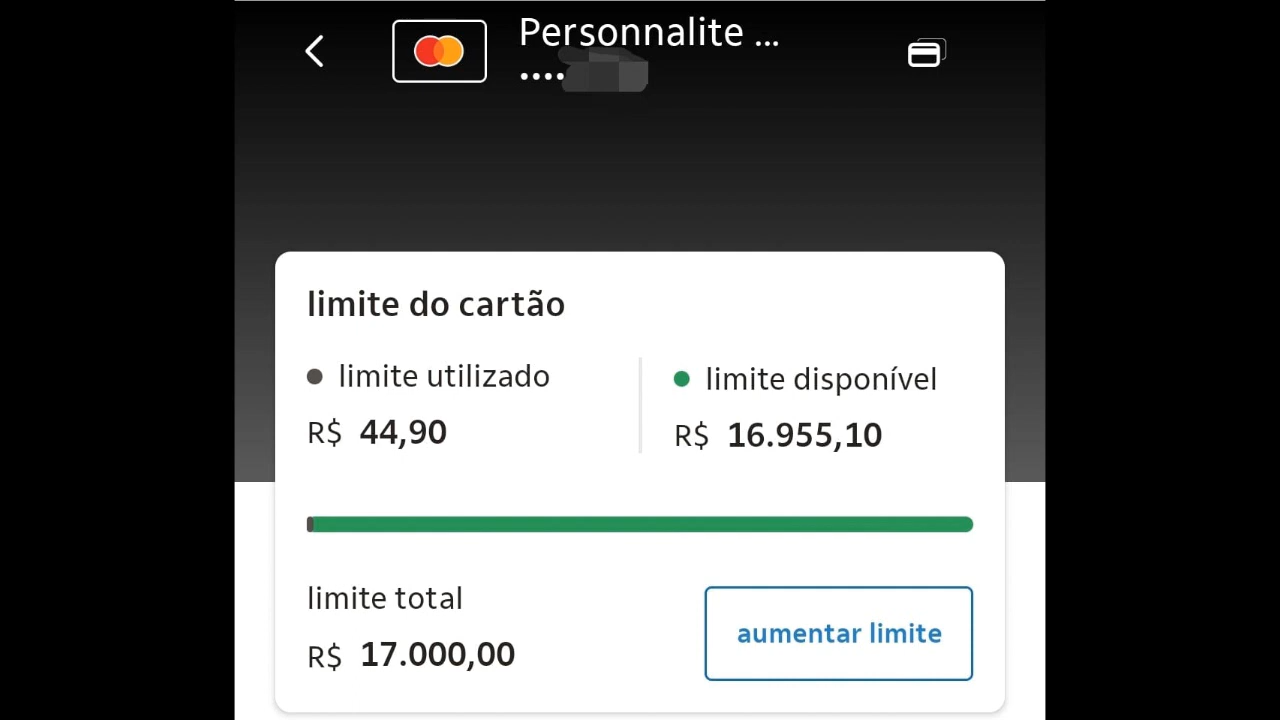 Personnalite ...
••••
limite do cartão
limite utilizado
limite disponível
R$ 44,90
R$ 16.955,10
limite total
R$ 17.000,00
aumentar limite